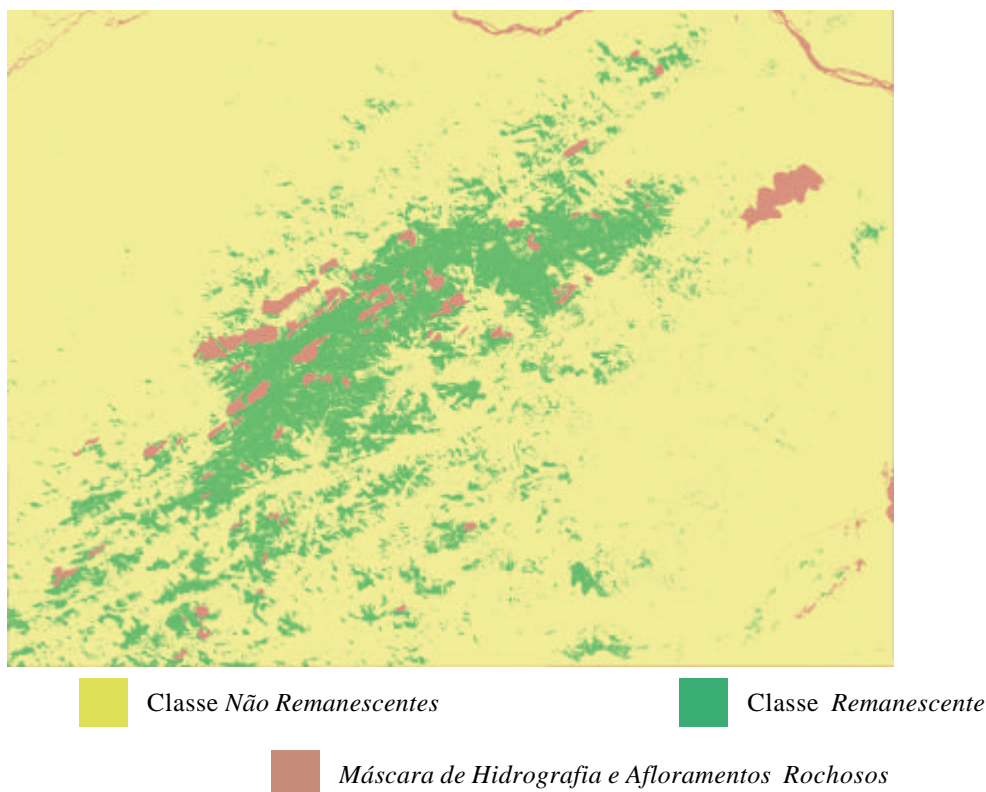 Classe Não Remanescentes
Classe Remanescente
Máscara de Hidrografia e Afloramentos Rochosos